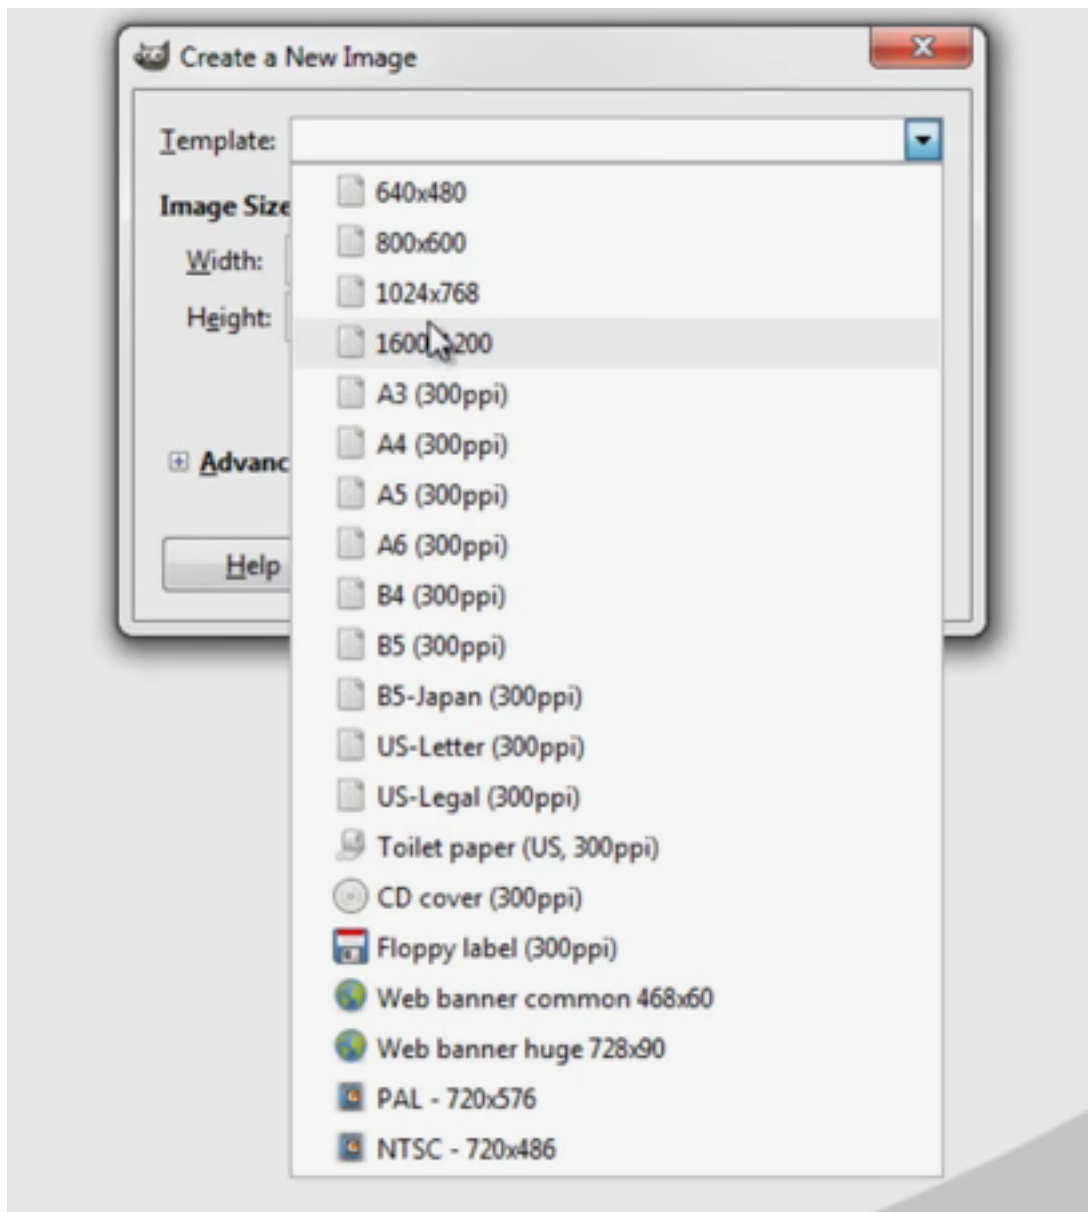 Create a New Image
Template:
640x480
Image Size
800x600
Width:
1024x768
Height:
1600 200
A3 (300ppi)
A4 (300ppi)
Advanc
A5 (300ppi)
A6 (300ppi)
Help
B4 (300ppi)
B5 (300ppi)
B5-Japan (300ppi)
US-Letter (300ppi)
US-Legal (300ppi)
Toilet paper (US, 300ppi)
CD cover (300ppi)
Floppy label (300ppi)
Web banner common 468x60
Web banner huge 728x90
PAL - 720x576
NTSC - 720x486